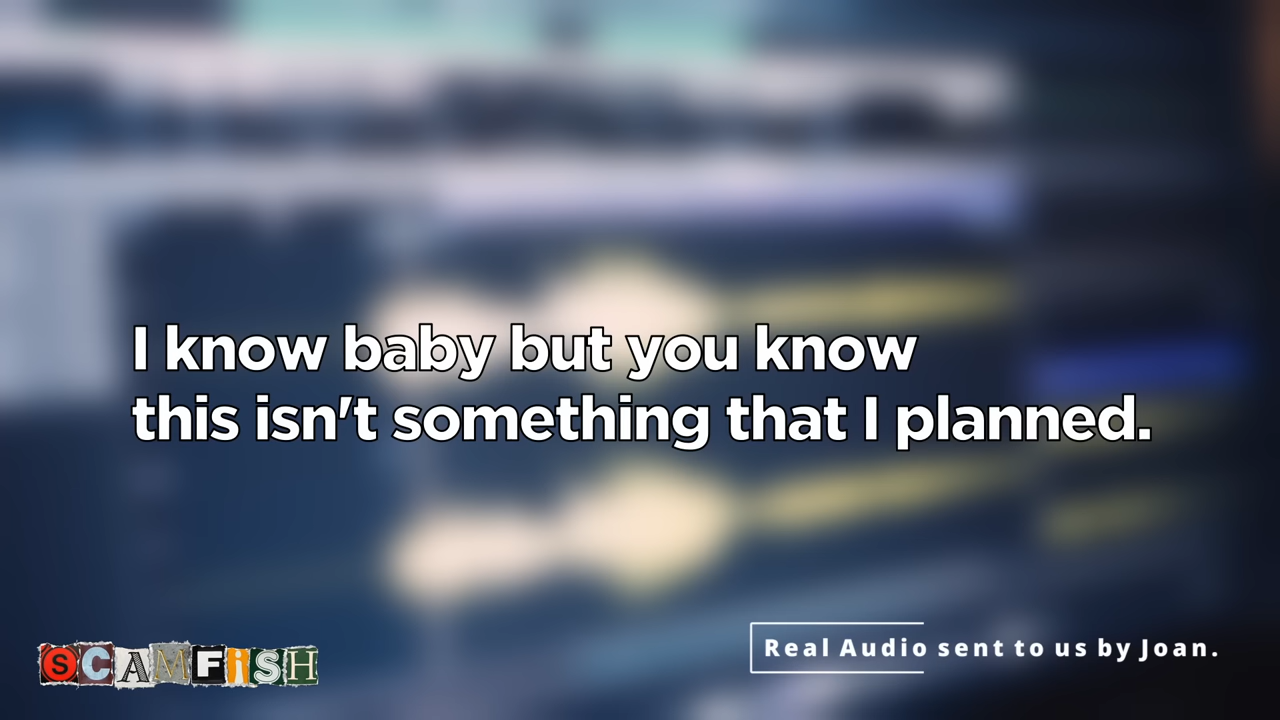 I know baby but you know
this isn't something that I planned.
SCAMFiSH
Real Audio sent to us by Joan.